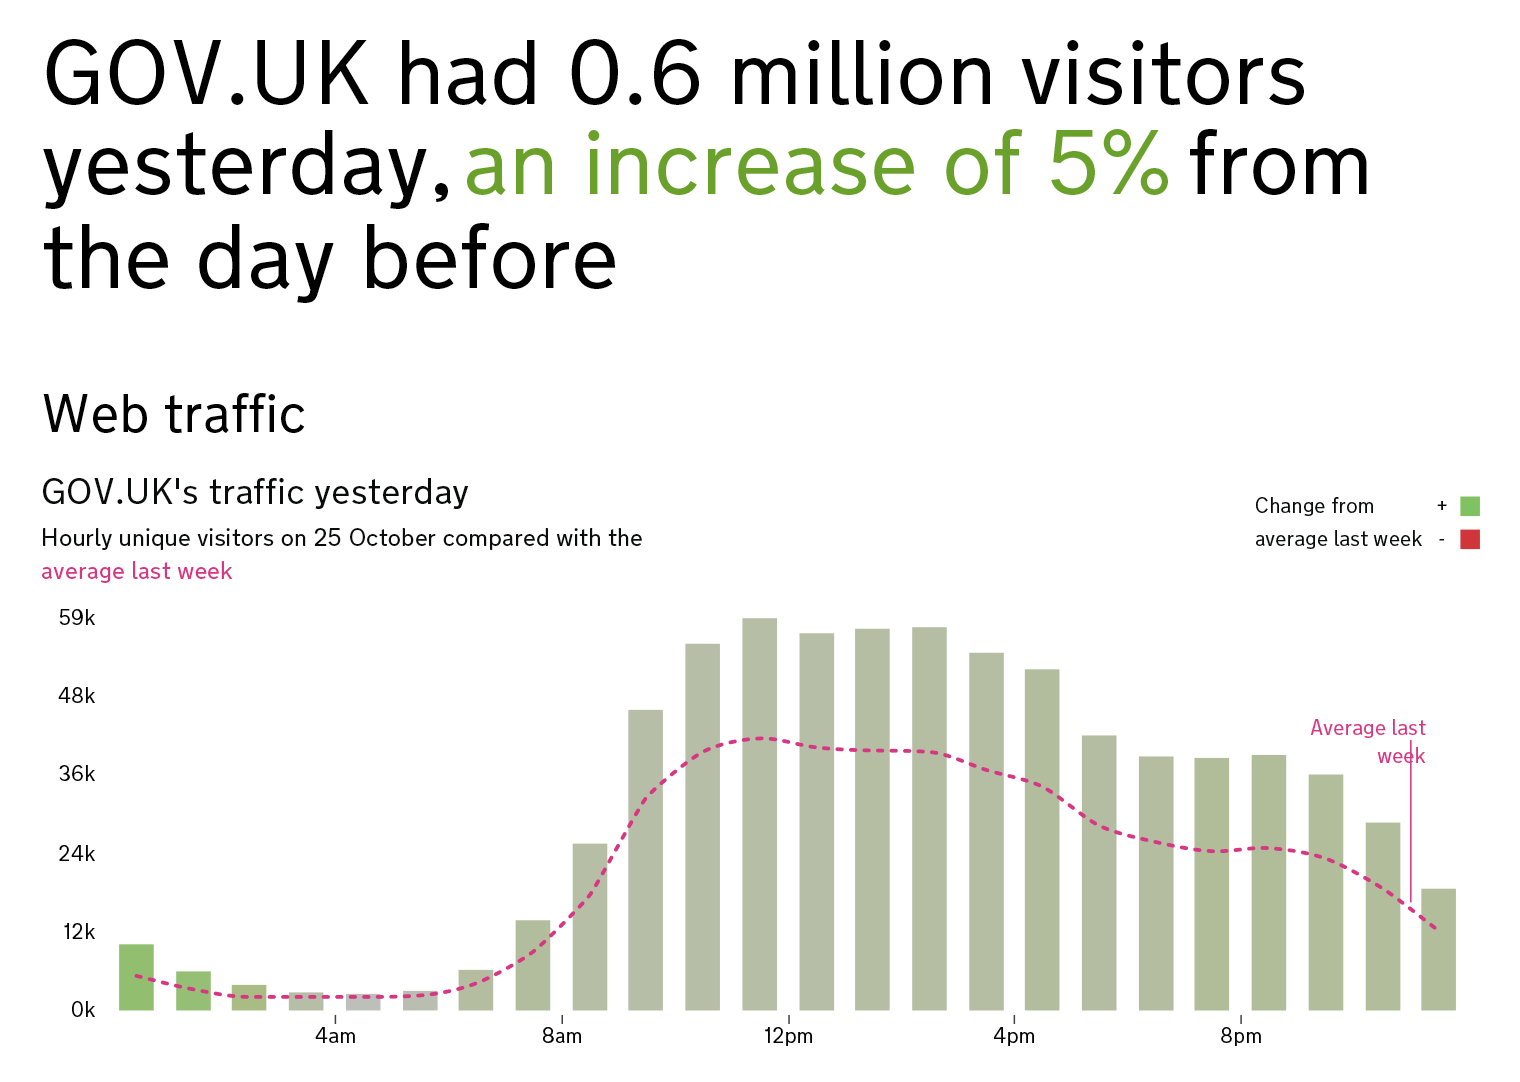 GOV.UK had 0.6 million visitors
yesterday, an increase of 5% from
the day before
Web traffic
GOV.UK's traffic yesterday
Hourly unique visitors on 25 October compared with the
average last week
Change from +
average last week -
59k
48k
36k
24k
12k
0k
Average last
week
4am 8am 12pm 4pm 8pm